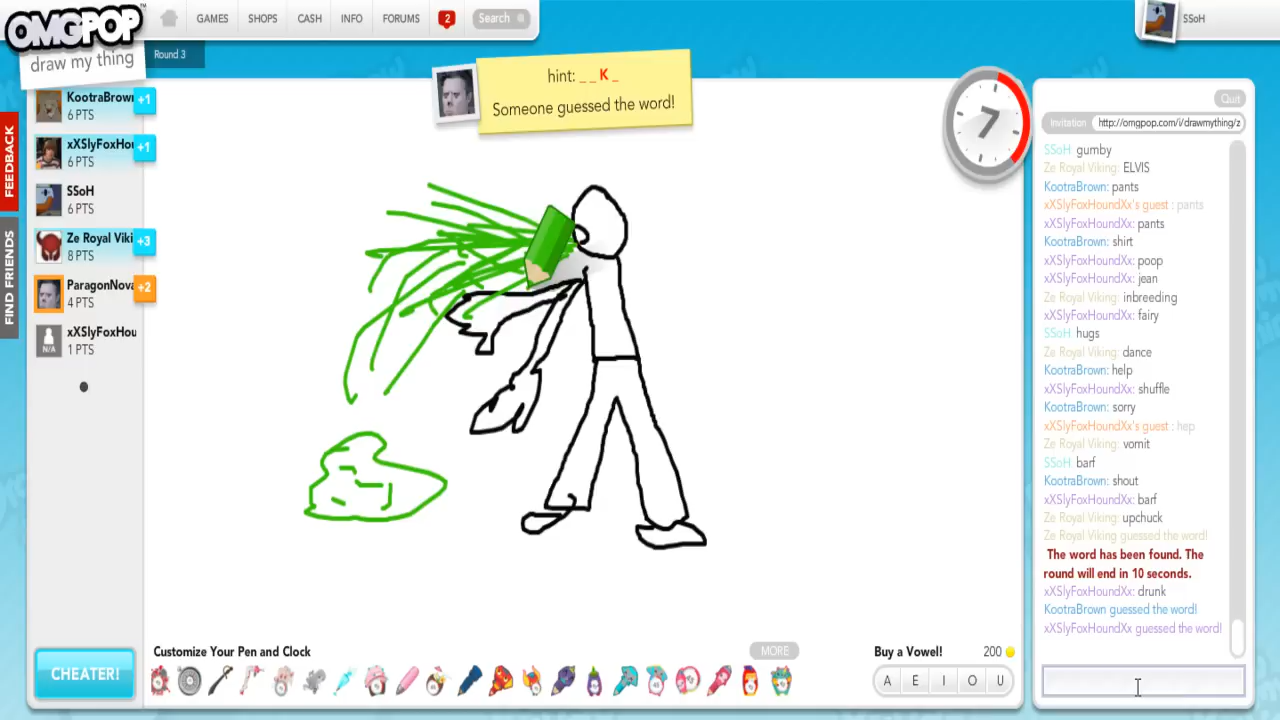 OMGPOP™
draw my thing
GAMES
SHOPS
CASH
INFO
FORUMS
2
Search
SSoH
Round 3
hint: _ _ K _
Someone guessed the word!
7
FEEDBACK
FIND FRIENDS
KootraBrown +1
6 PTS
xXSlyFoxHou +1
6 PTS
SSoH
6 PTS
Ze Royal Viki +3
8 PTS
ParagonNova +2
4 PTS
xXSlyFoxHou
N/A
1 PTS
CHEATER!
Quit
Invitation http://omgpop.com/i/drawmything/z
SSoH gumby
Ze Royal Viking: ELVIS
KootraBrown: pants
xXSlyFoxHoundXx's guest : pants
xXSlyFoxHoundXx: pants
KootraBrown: shirt
xXSlyFoxHoundXx: poop
xXSlyFoxHoundXx: jean
Ze Royal Viking: inbreeding
xXSlyFoxHoundXx: fairy
SSoH hugs
Ze Royal Viking: dance
KootraBrown: help
xXSlyFoxHoundXx: shuffle
KootraBrown: sorry
xXSlyFoxHoundXx's guest : hep
Ze Royal Viking: vomit
SSoH barf
KootraBrown: shout
xXSlyFoxHoundXx: barf
Ze Royal Viking: upchuck
Ze Royal Viking guessed the word!
The word has been found. The
round will end in 10 seconds.
xXSlyFoxHoundXx: drunk
KootraBrown guessed the word!
xXSlyFoxHoundXx guessed the word!
Customize Your Pen and Clock
MORE
Buy a Vowel!
200
A E I O U